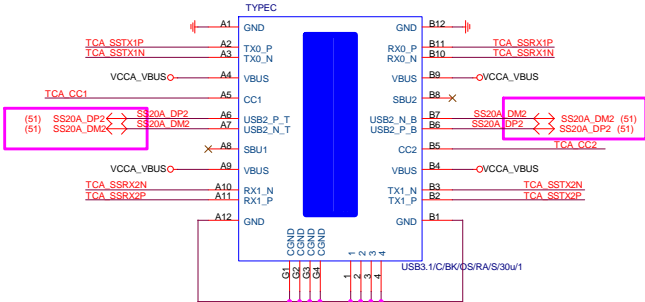 TYPEC
A1 GND GND B12
TCA_SSTX1P A2 TX0_P RX0_P B11 TCA_SSRX1P
TCA_SSTX1N A3 TX0_N RX0_N B10 TCA_SSRX1N
VCCA_VBUS A4 VBUS VBUS B9 VCCA_VBUS
TCA_CC1 A5 CC1 SBU2 B8
(51) SS20A_DP2 SS20A_DP2 A6 USB2_P_T USB2_N_B B7 SS20A_DM2 SS20A_DM2 (51)
(51) SS20A_DM2 SS20A_DM2 A7 USB2_N_T USB2_P_B B6 SS20A_DP2 SS20A_DP2 (51)
A8 SBU1 CC2 B5 TCA_CC2
VCCA_VBUS A9 VBUS VBUS B4 VCCA_VBUS
TCA_SSRX2N A10 RX1_N TX1_N B3 TCA_SSTX2N
TCA_SSRX2P A11 RX1_P TX1_P B2 TCA_SSTX2P
A12 GND GND B1
CGND CGND CGND CGND 1 2 3 4
G1 G2 G3 G4 1 2 3 4
USB3.1/C/BK/OS/RA/S/30u/1